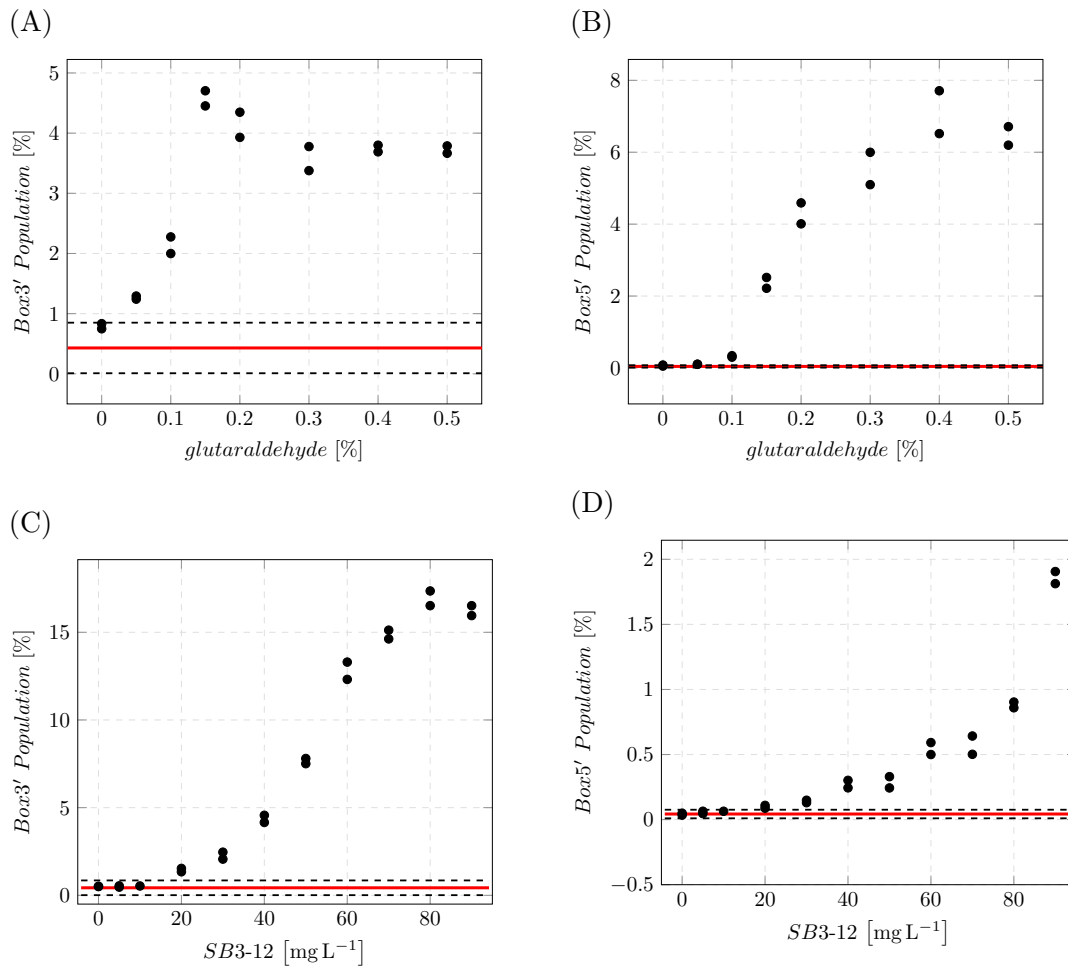 (A)
Box3′ Population [%]
5
4
3
2
1
0
0 0.1 0.2 0.3 0.4 0.5
glutaraldehyde [%]
(B)
Box5′ Population [%]
8
6
4
2
0
0 0.1 0.2 0.3 0.4 0.5
glutaraldehyde [%]
(C)
Box3′ Population [%]
15
10
5
0
0 20 40 60 80
SB3-12 [mg L⁻¹]
(D)
Box5′ Population [%]
2
1.5
1
0.5
0
−0.5
0 20 40 60 80
SB3-12 [mg L⁻¹]